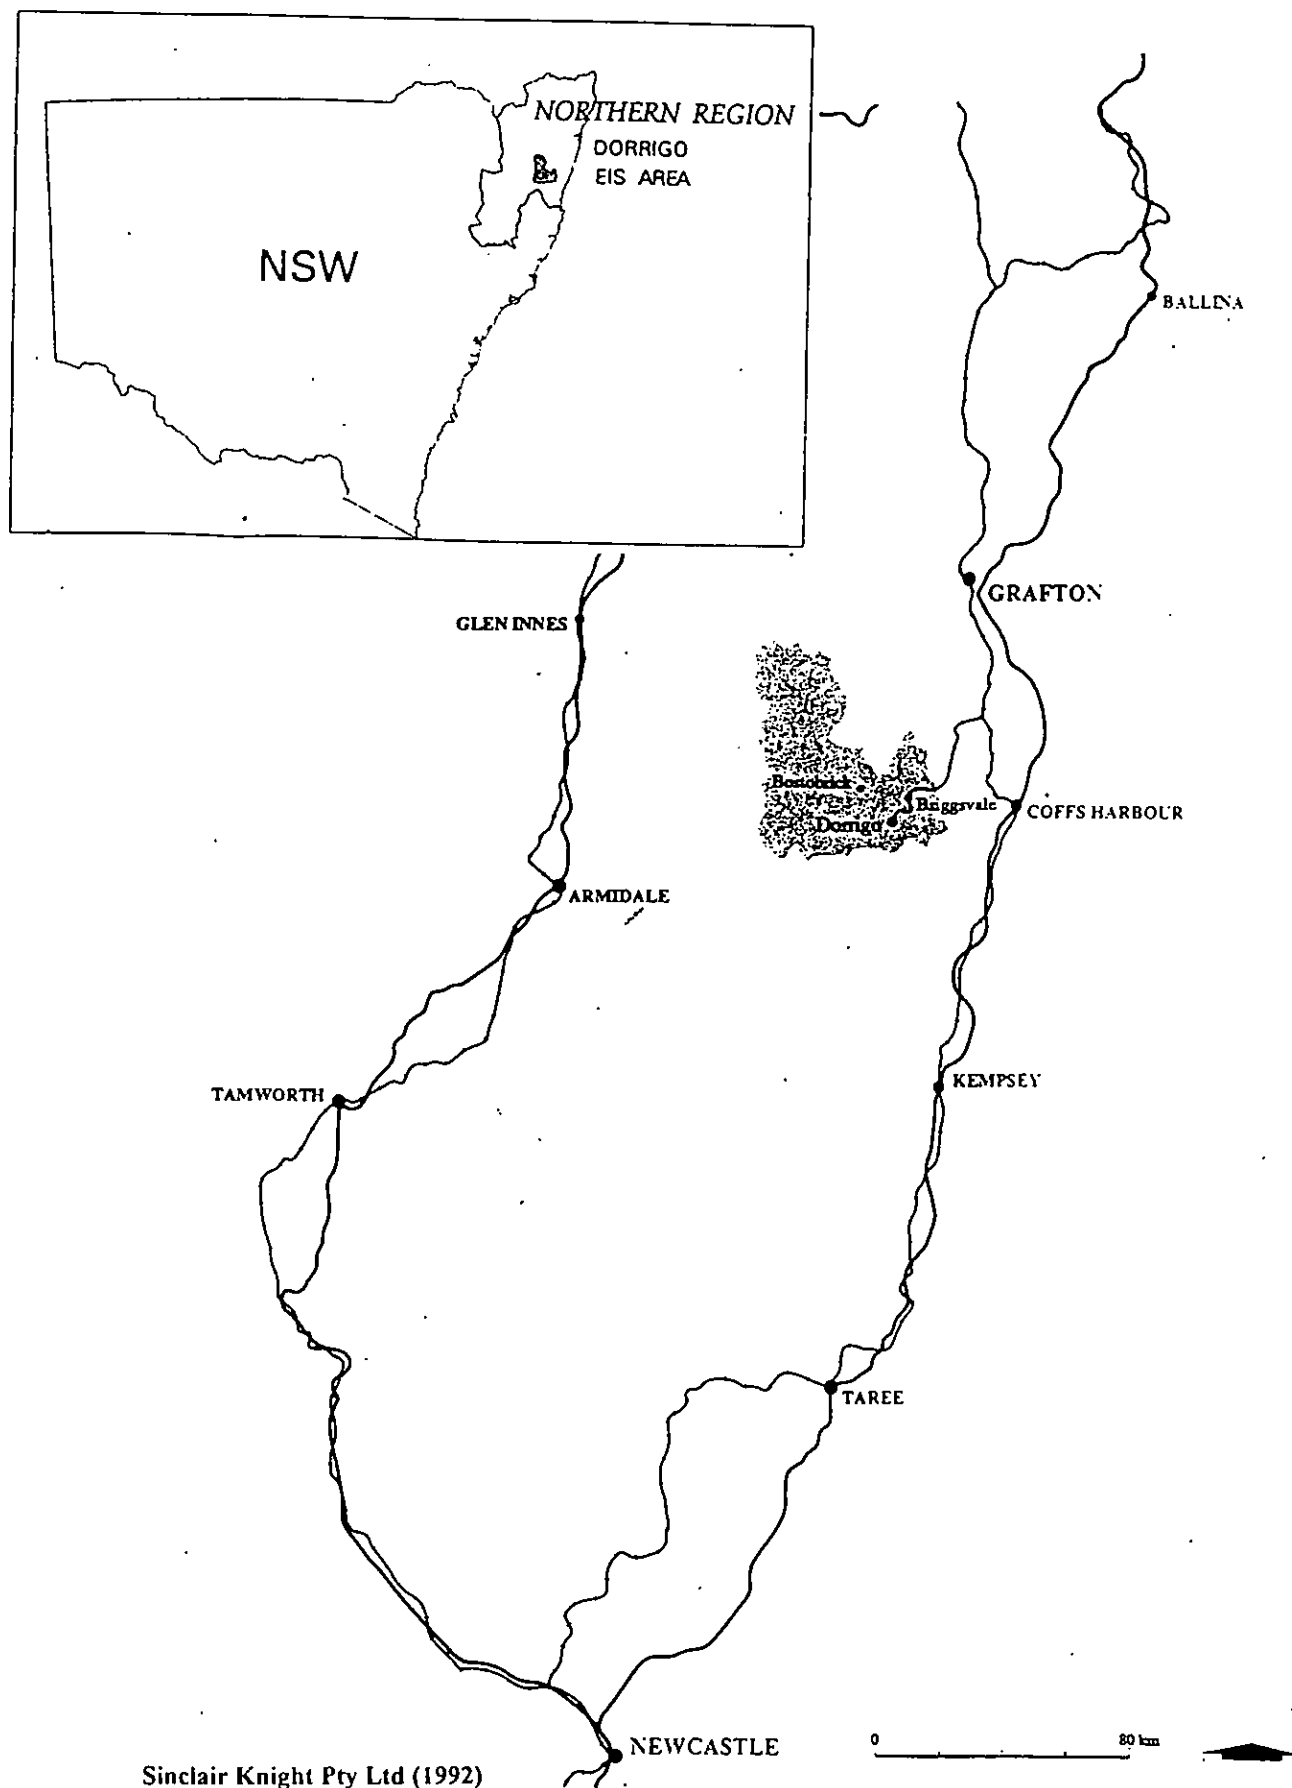 NORTHERN REGION
DORRIGO
EIS AREA
NSW
BALLINA
GRAFTON
GLEN INNES
Bostobrick
Briggsvale
COFFS HARBOUR
Dorrigo
ARMIDALE
KEMPSEY
TAMWORTH
TAREE
NEWCASTLE
0 80 km
Sinclair Knight Pty Ltd (1992)